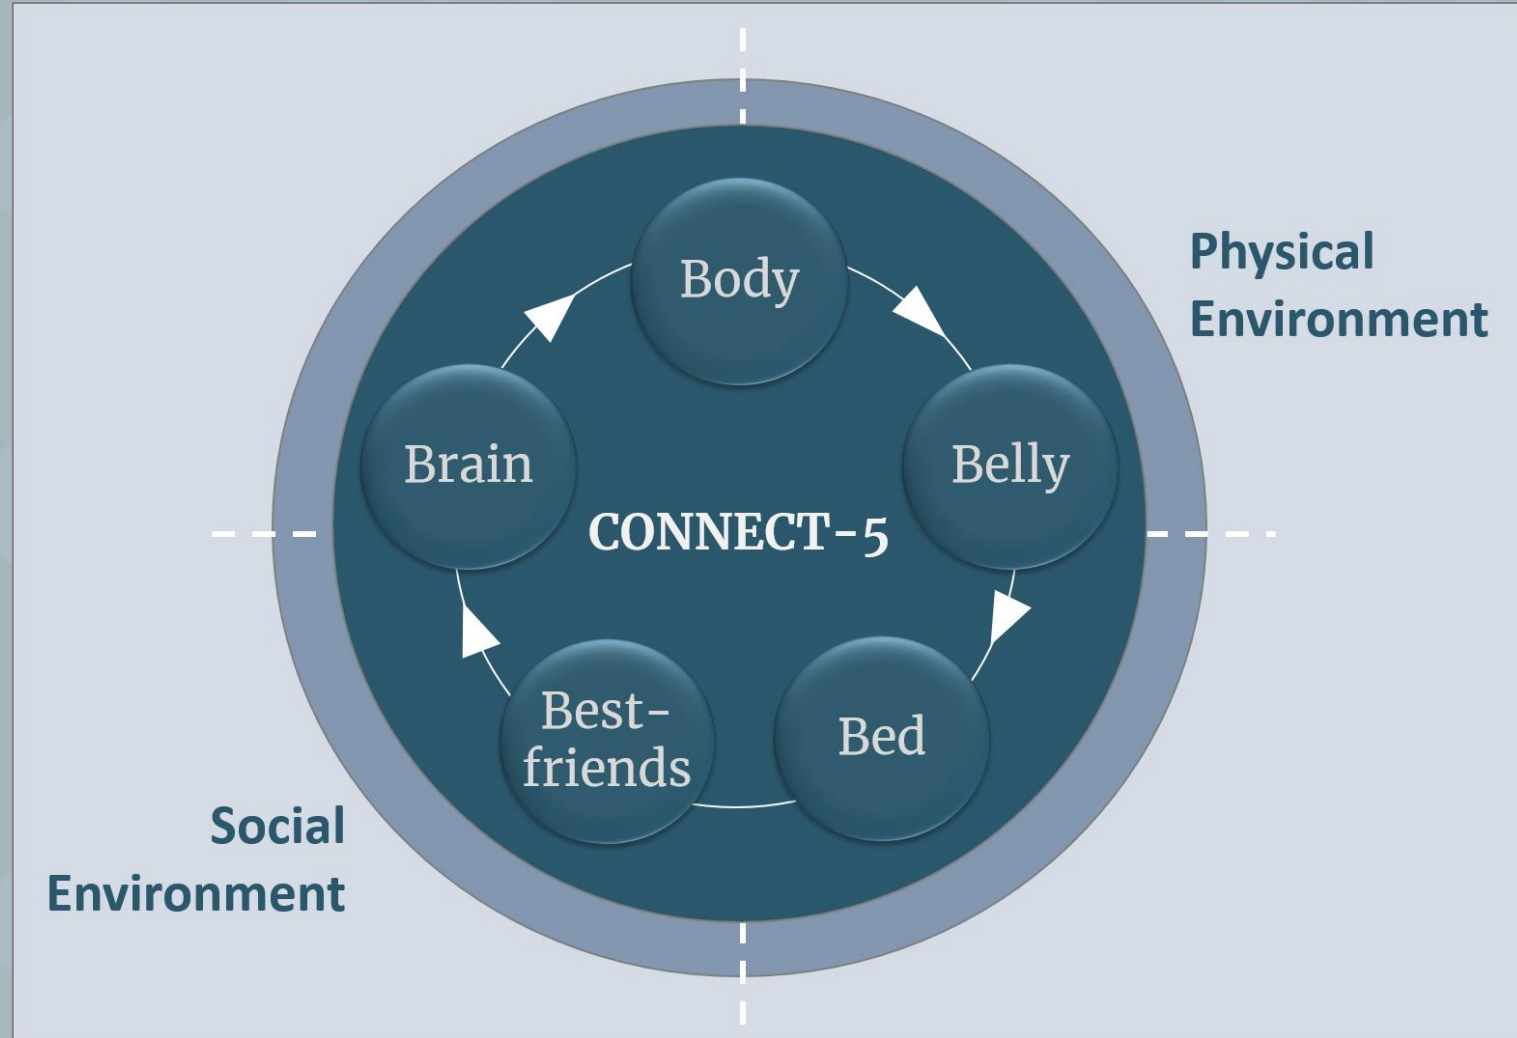 Body
Physical
Environment
Brain
Belly
CONNECT-5
Best-
friends
Bed
Social
Environment